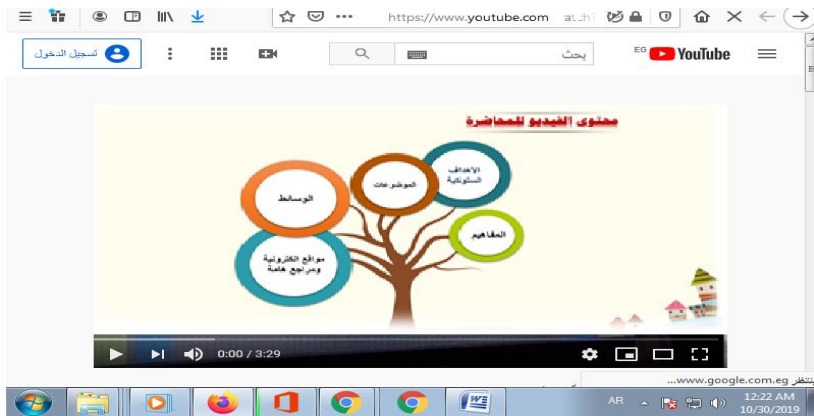 https://www.youtube.com
YouTube EG
بحث
تسجيل الدخول
محتوى الفيديو للمحاضرة
الأهداف السلوكية
الموضوعات
الوسائط
المفاهيم
مواقع الكترونية
ومراجع هامة
0:00 / 3:29
www.google.com.eg...
AR
12:22 AM
10/30/2019